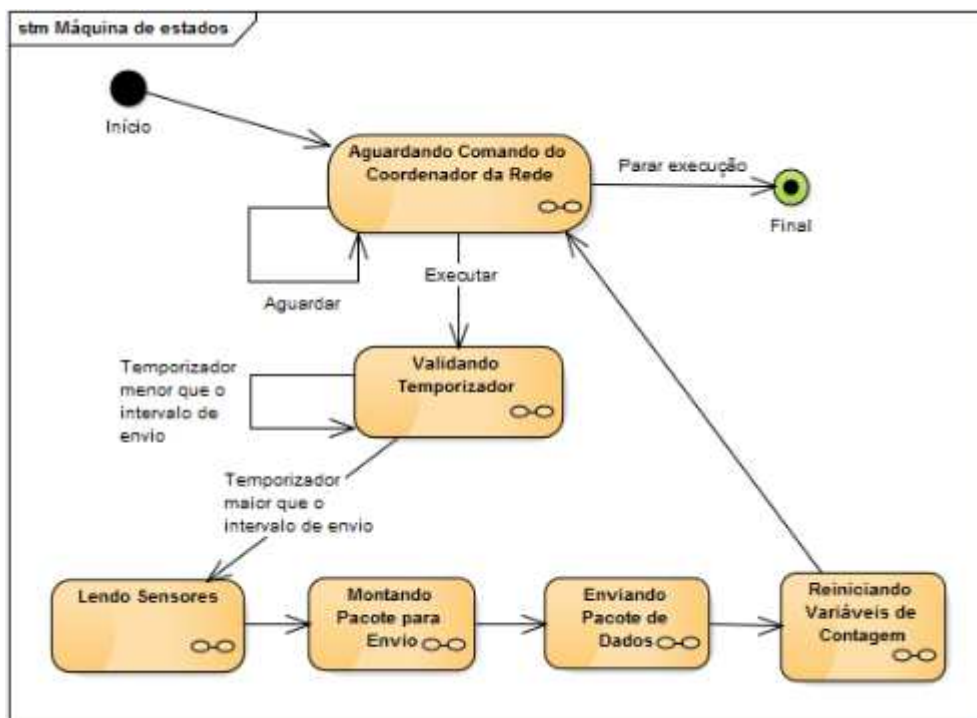 stm Máquina de estados
Início
Aguardando Comando do
Coordenador da Rede
Parar execução
Final
Aguardar
Executar
Validando
Temporizador
Temporizador
menor que o
intervalo de
envio
Temporizador
maior que o
intervalo de envio
Lendo Sensores
Montando
Pacote para
Envio
Enviando
Pacote de
Dados
Reiniciando
Variáveis de
Contagem